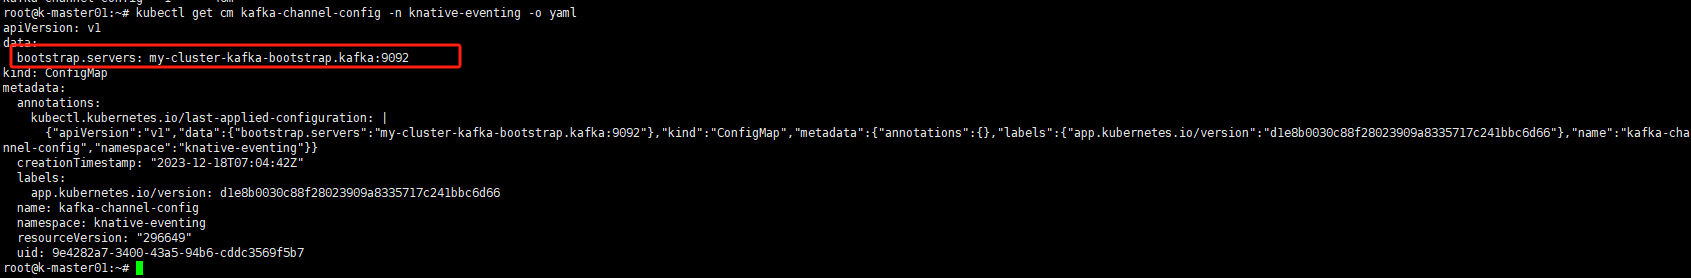 root@k-master01:~# kubectl get cm kafka-channel-config -n knative-eventing -o yaml
apiVersion: v1
data:
  bootstrap.servers: my-cluster-kafka-bootstrap.kafka:9092
kind: ConfigMap
metadata:
  annotations:
    kubectl.kubernetes.io/last-applied-configuration: |
      {"apiVersion":"v1","data":{"bootstrap.servers":"my-cluster-kafka-bootstrap.kafka:9092"},"kind":"ConfigMap","metadata":{"annotations":{},"labels":{"app.kubernetes.io/version":"d1e8b0030c88f28023909a8335717c241bbc6d66"},"name":"kafka-cha
nnel-config","namespace":"knative-eventing"}}
  creationTimestamp: "2023-12-18T07:04:42Z"
  labels:
    app.kubernetes.io/version: d1e8b0030c88f28023909a8335717c241bbc6d66
  name: kafka-channel-config
  namespace: knative-eventing
  resourceVersion: "296649"
  uid: 9e4282a7-3400-43a5-94b6-cddc3569f5b7
root@k-master01:~#